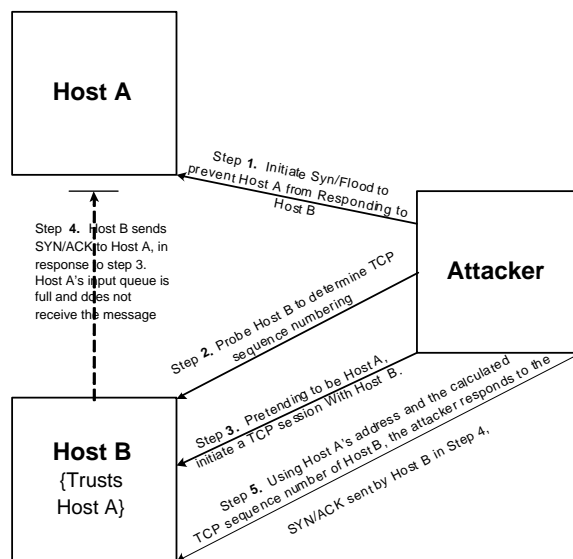 Host A
Step 1. Initiate Syn/Flood to
prevent Host A from Responding to
Host B
Step 4. Host B sends
SYN/ACK to Host A, in
response to step 3.
Host A's input queue is
full and does not
receive the message
Attacker
Step 2. Probe Host B to determine TCP
sequence numbering
Step 3. Pretending to be Host A,
initiate a TCP session With Host B.
Host B
{Trusts
Host A}
Step 5. Using Host A's address and the calculated
TCP sequence number of Host B, the attacker responds to the
SYN/ACK sent by Host B in Step 4,